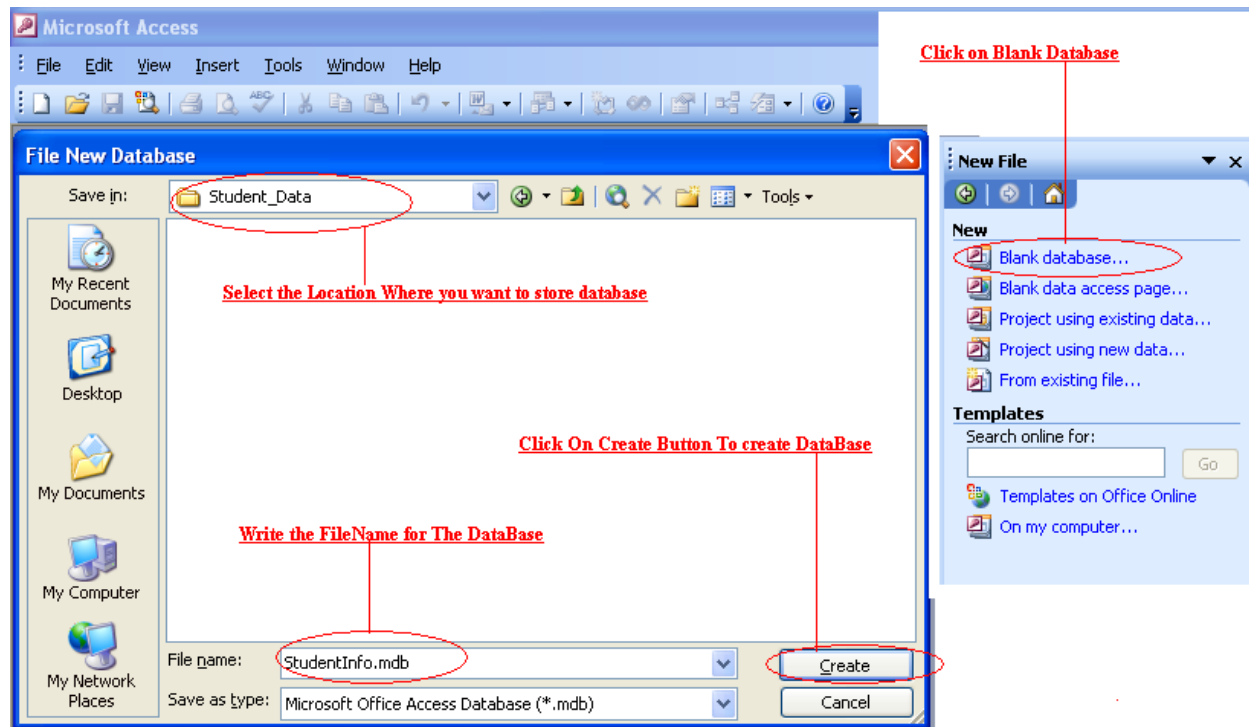 Microsoft Access
File Edit View Insert Tools Window Help
Click on Blank Database
File New Database
Save in:
Student_Data
Tools
My Recent
Documents
Desktop
My Documents
My Computer
My Network
Places
Select the Location Where you want to store database
Click On Create Button To create DataBase
Write the FileName for The DataBase
File name:
StudentInfo.mdb
Create
Save as type:
Microsoft Office Access Database (*.mdb)
Cancel
New File
New
Blank database...
Blank data access page...
Project using existing data...
Project using new data...
From existing file...
Templates
Search online for:
Go
Templates on Office Online
On my computer...